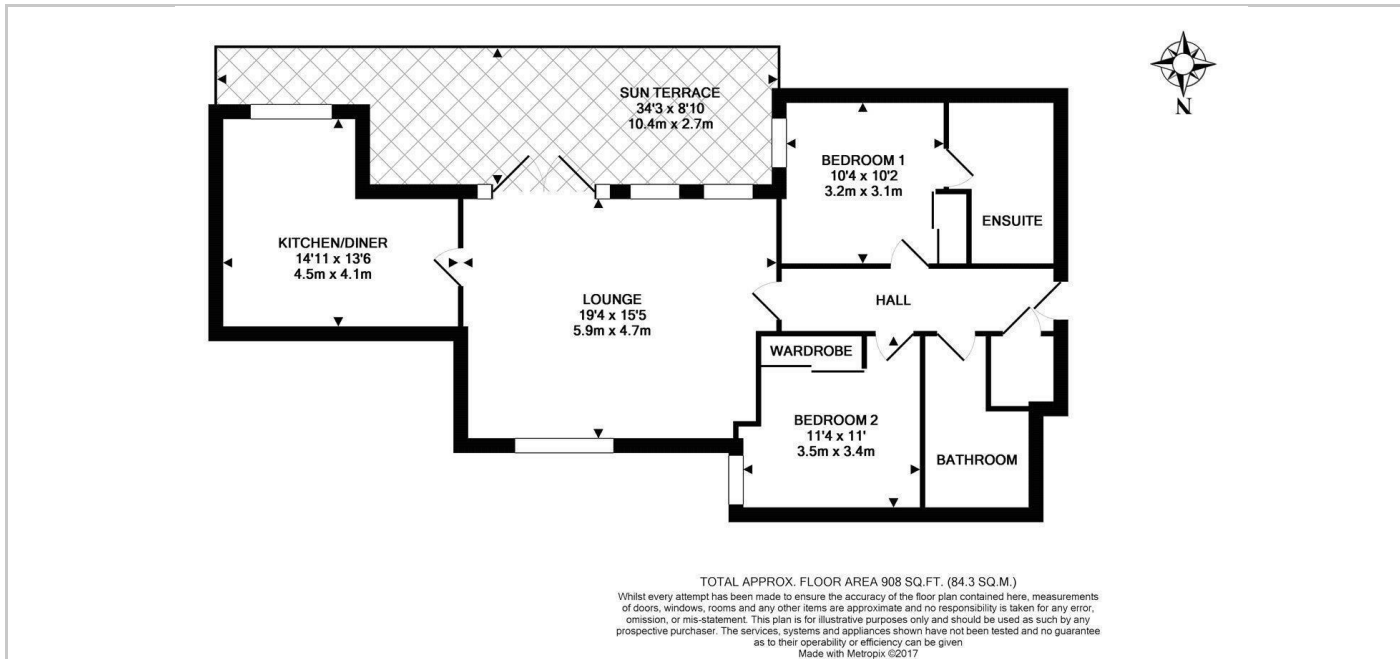 SUN TERRACE
34'3 x 8'10
10.4m x 2.7m
N
BEDROOM 1
10'4 x 10'2
3.2m x 3.1m
ENSUITE
KITCHEN/DINER
14'11 x 13'6
4.5m x 4.1m
LOUNGE
19'4 x 15'5
5.9m x 4.7m
HALL
WARDROBE
BEDROOM 2
11'4 x 11'
3.5m x 3.4m
BATHROOM
TOTAL APPROX. FLOOR AREA 908 SQ.FT. (84.3 SQ.M.)
Whilst every attempt has been made to ensure the accuracy of the floor plan contained here, measurements
of doors, windows, rooms and any other items are approximate and no responsibility is taken for any error,
omission, or mis-statement. This plan is for illustrative purposes only and should be used as such by any
prospective purchaser. The services, systems and appliances shown have not been tested and no guarantee
as to their operability or efficiency can be given
Made with Metropix ©2017